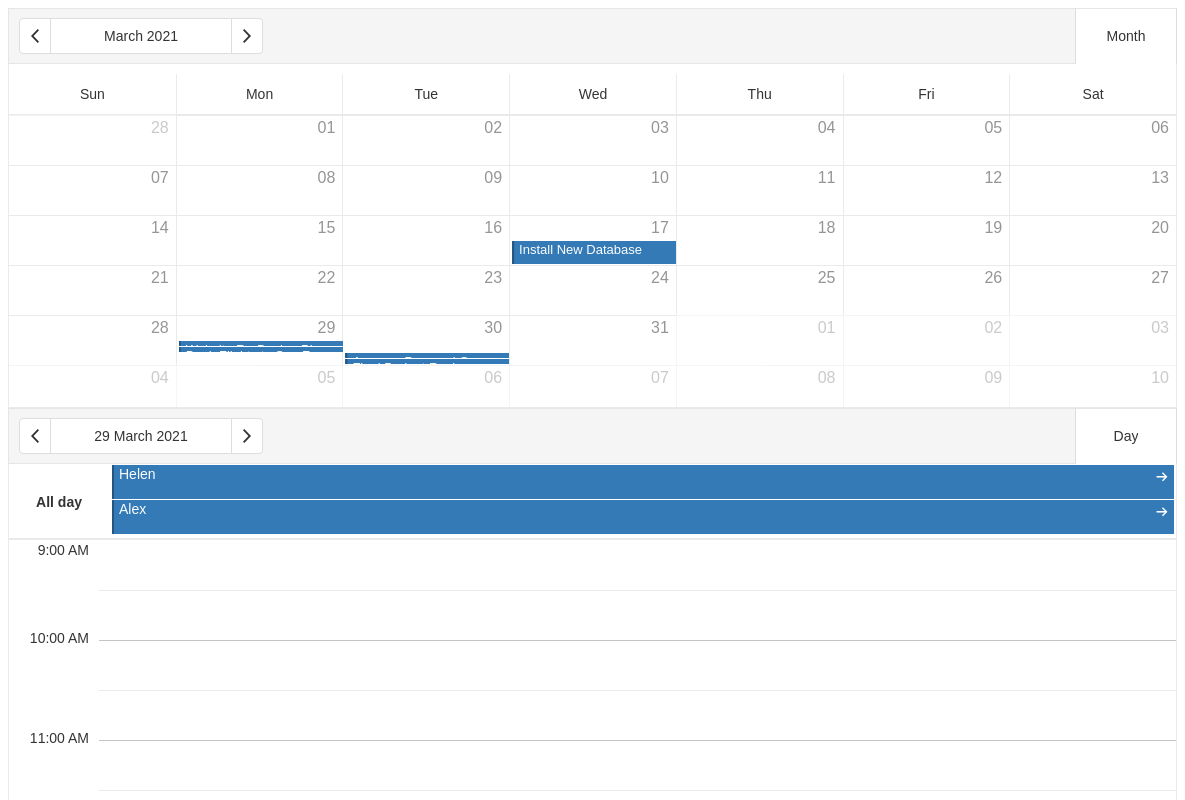 March 2021
Month
Sun Mon Tue Wed Thu Fri Sat
28 01 02 03 04 05 06
07 08 09 10 11 12 13
14 15 16 17 18 19 20
Install New Database
21 22 23 24 25 26 27
28 29 30 31 01 02 03
04 05 06 07 08 09 10
29 March 2021
Day
All day
Helen
Alex
9:00 AM
10:00 AM
11:00 AM